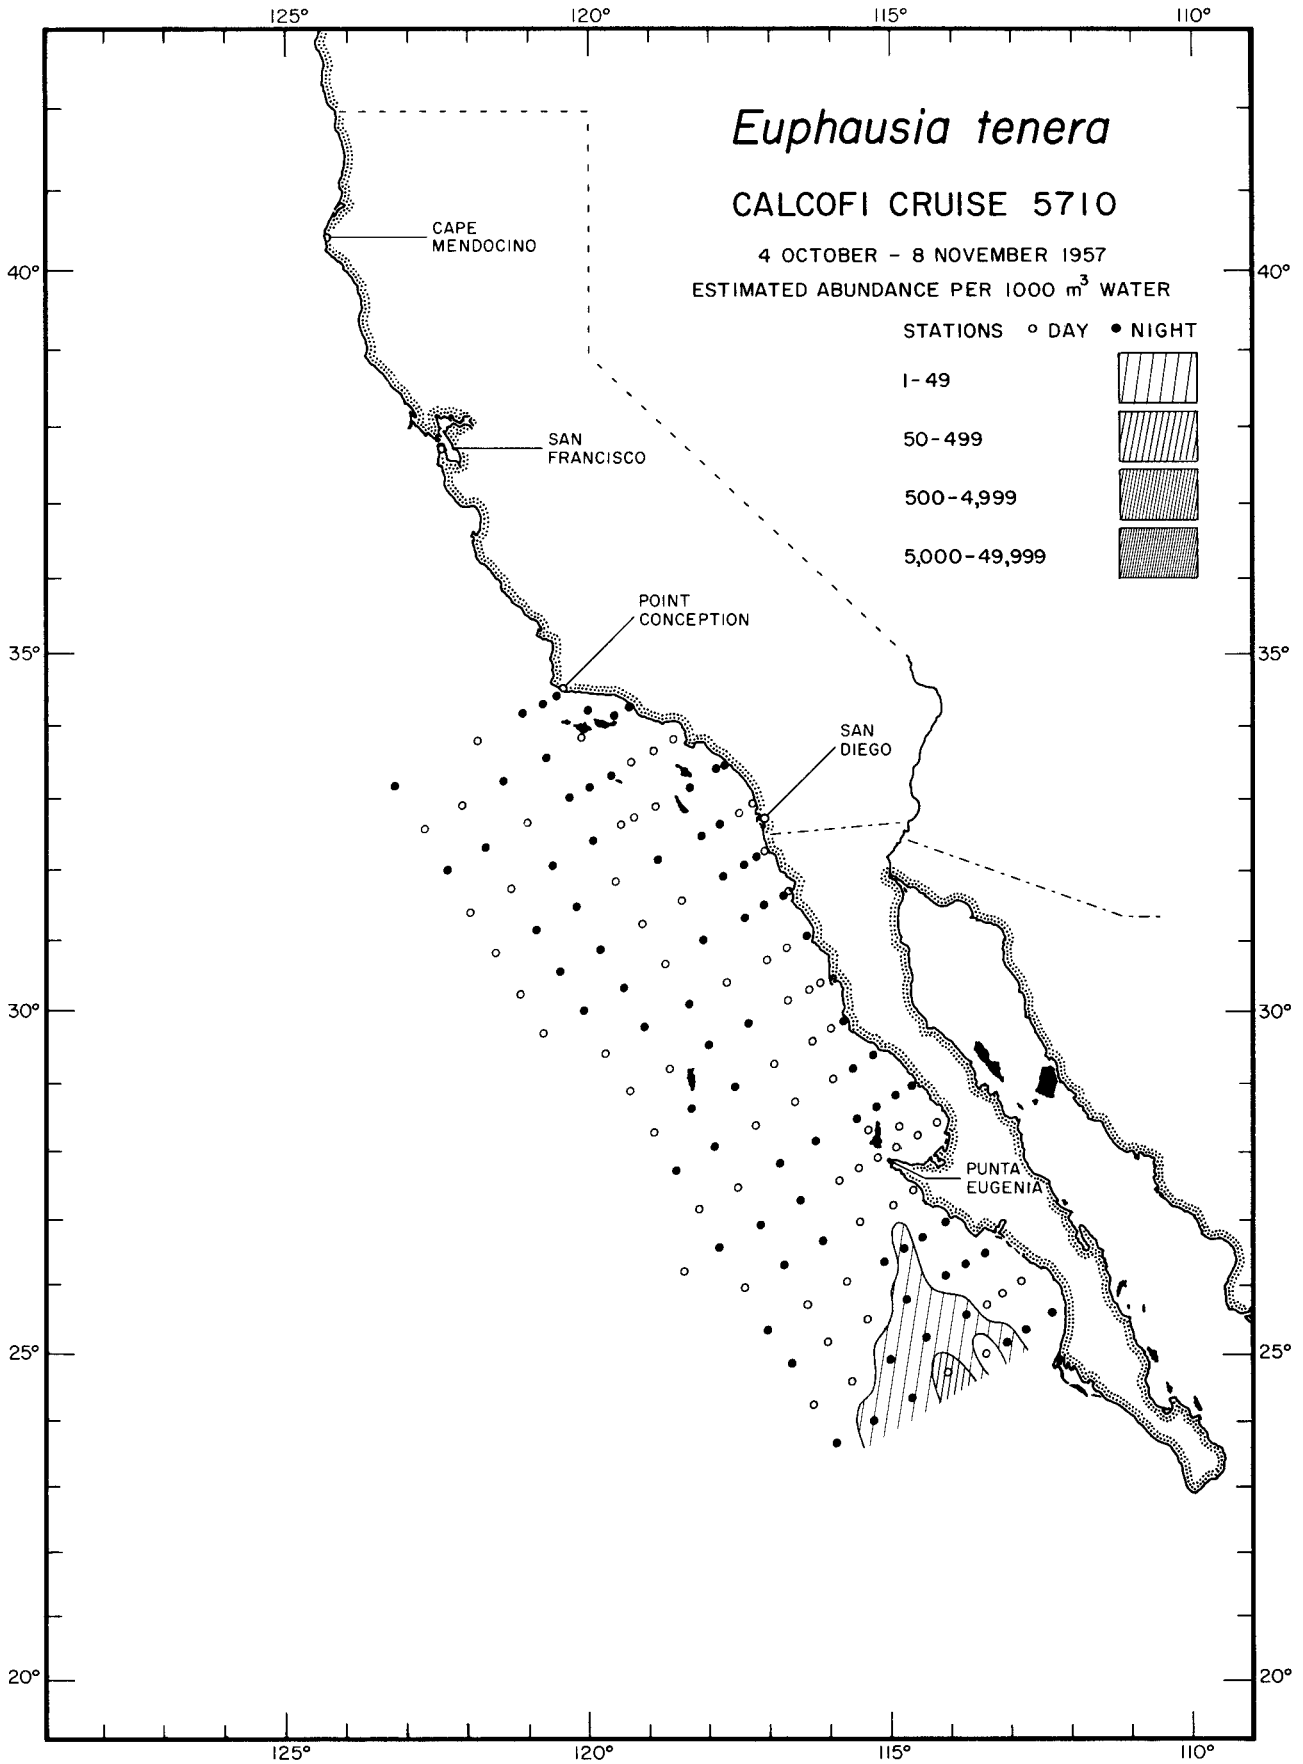 125° 120° 115° 110°
Euphausia tenera
CALCOFI CRUISE 5710
4 OCTOBER – 8 NOVEMBER 1957
ESTIMATED ABUNDANCE PER 1000 m³ WATER
STATIONS ○ DAY ● NIGHT
1-49
50-499
500-4,999
5,000-49,999
CAPE
MENDOCINO
40° 40°
SAN
FRANCISCO
POINT
CONCEPTION
35° 35°
SAN
DIEGO
30° 30°
PUNTA
EUGENIA
25° 25°
20° 20°
125° 120° 115° 110°